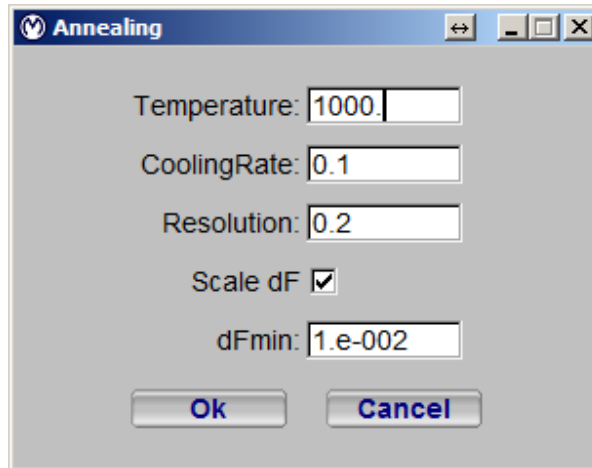 Annealing
Temperature: 1000.
CoolingRate: 0.1
Resolution: 0.2
Scale dF
dFmin: 1.e-002
Ok Cancel